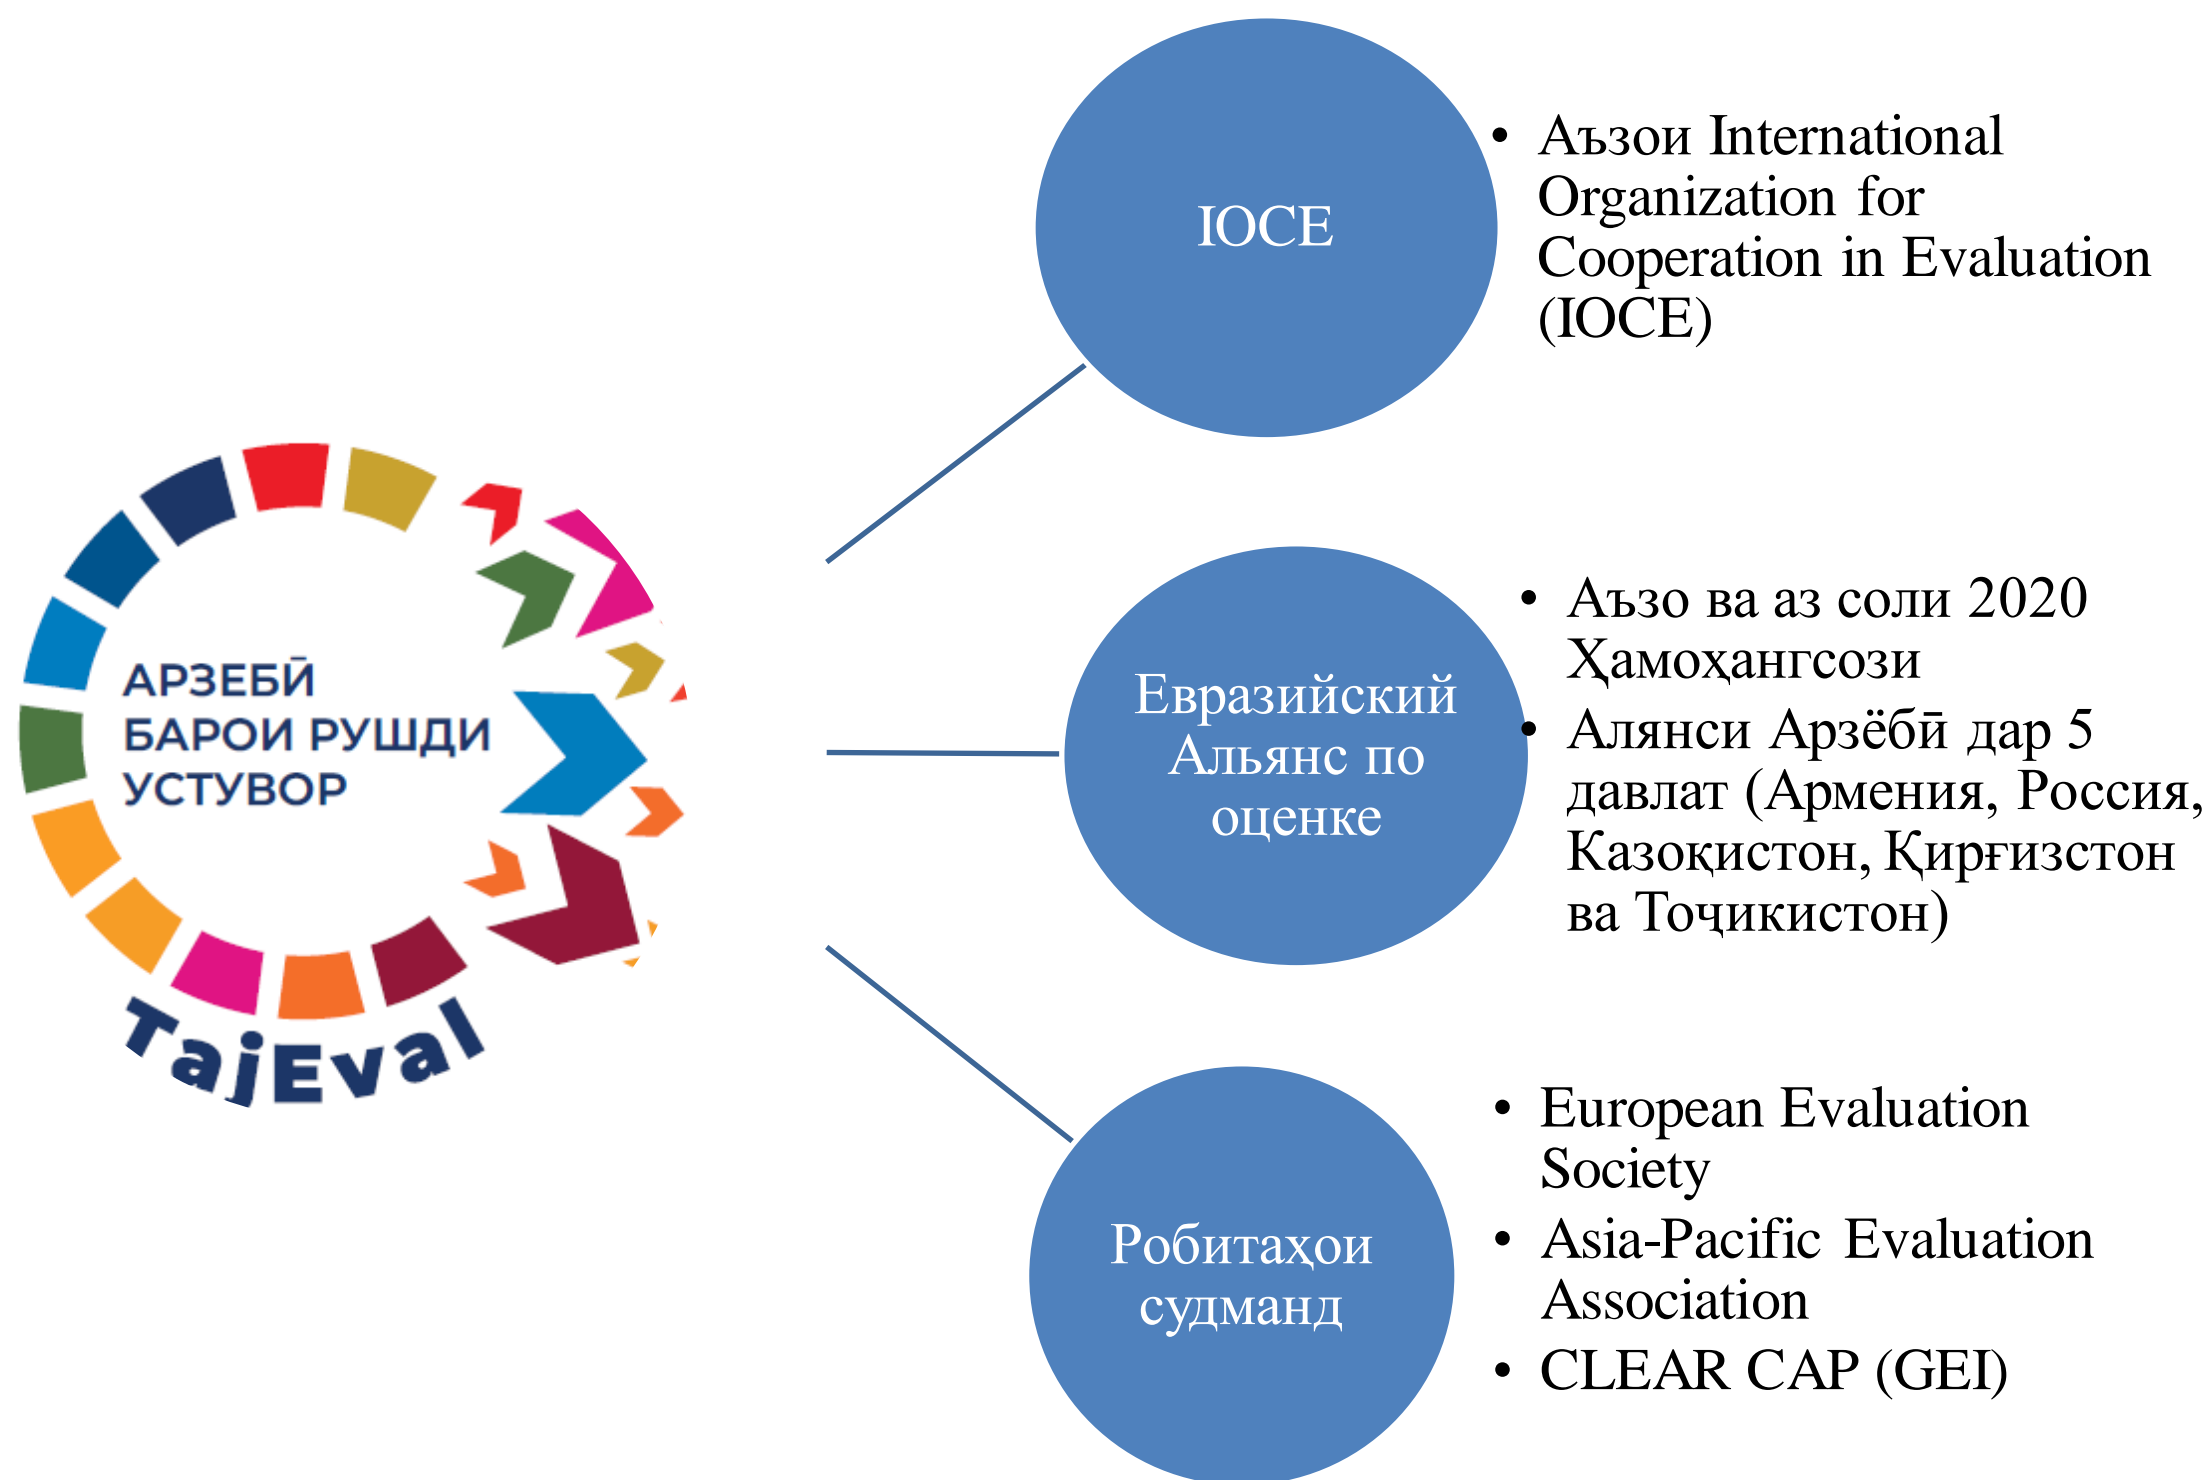 АРЗЕБӢ
БАРОИ РУШДИ
УСТУВОР
TajEval
IOCE
• Аъзои International
Organization for
Cooperation in Evaluation
(IOCE)
Евразийский
Альянс по
оценке
• Аъзо ва аз соли 2020
Ҳамоҳангсози
• Алянси Арзёбӣ дар 5
давлат (Армения, Россия,
Казоқистон, Қирғизстон
ва Тоҷикистон)
Робитаҳои
судманд
• European Evaluation
Society
• Asia-Pacific Evaluation
Association
• CLEAR CAP (GEI)